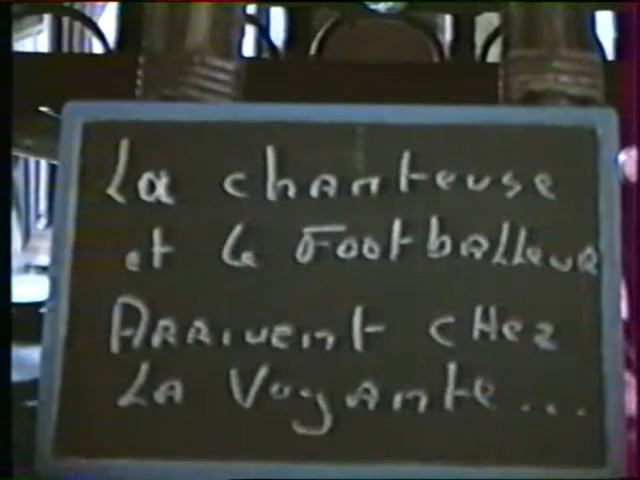 La chanteuse
et le Footballeur
ARRivent CHez
LA Voyante...